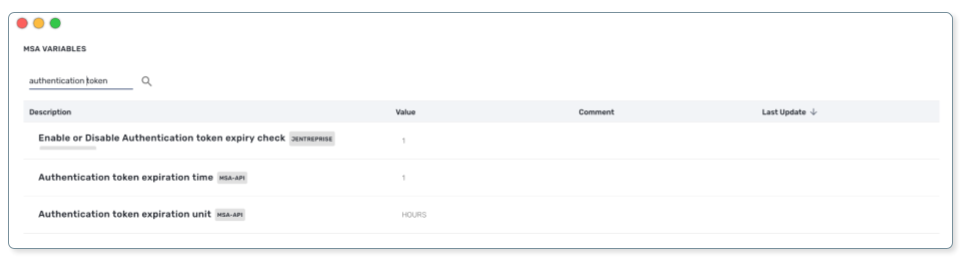 MSA VARIABLES
authentication token
Description Value Comment Last Update
Enable or Disable Authentication token expiry check JENTREPRISE 1
Authentication token expiration time MSA-API 1
Authentication token expiration unit MSA-API HOURS